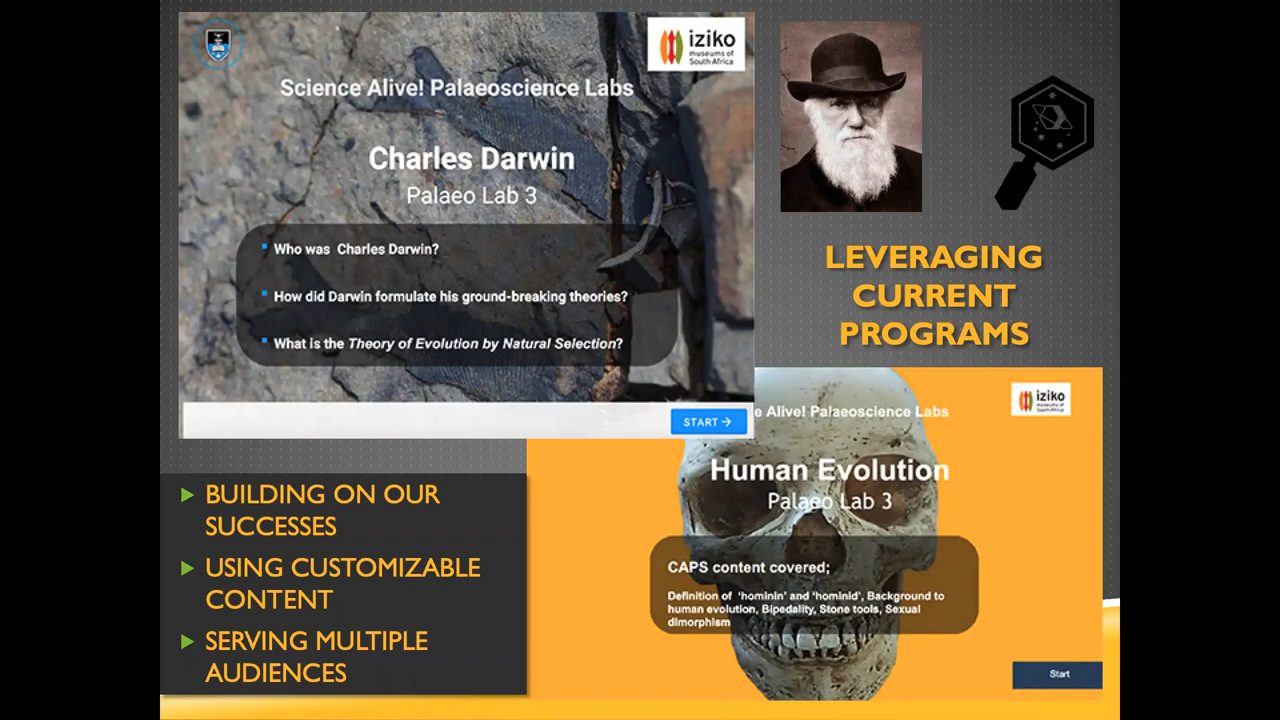 iziko
museums of
South Africa
Science Alive! Palaeoscience Labs
Charles Darwin
Palaeo Lab 3
Who was Charles Darwin?
How did Darwin formulate his ground-breaking theories?
What is the Theory of Evolution by Natural Selection?
START
LEVERAGING
CURRENT
PROGRAMS
e Alive! Palaeoscience Labs
iziko
museums of
South Africa
Human Evolution
Palaeo Lab 3
CAPS content covered;
Definition of 'hominin' and 'hominid', Background to
human evolution, Bipedality, Stone tools, Sexual
dimorphism
Start
BUILDING ON OUR
SUCCESSES
USING CUSTOMIZABLE
CONTENT
SERVING MULTIPLE
AUDIENCES